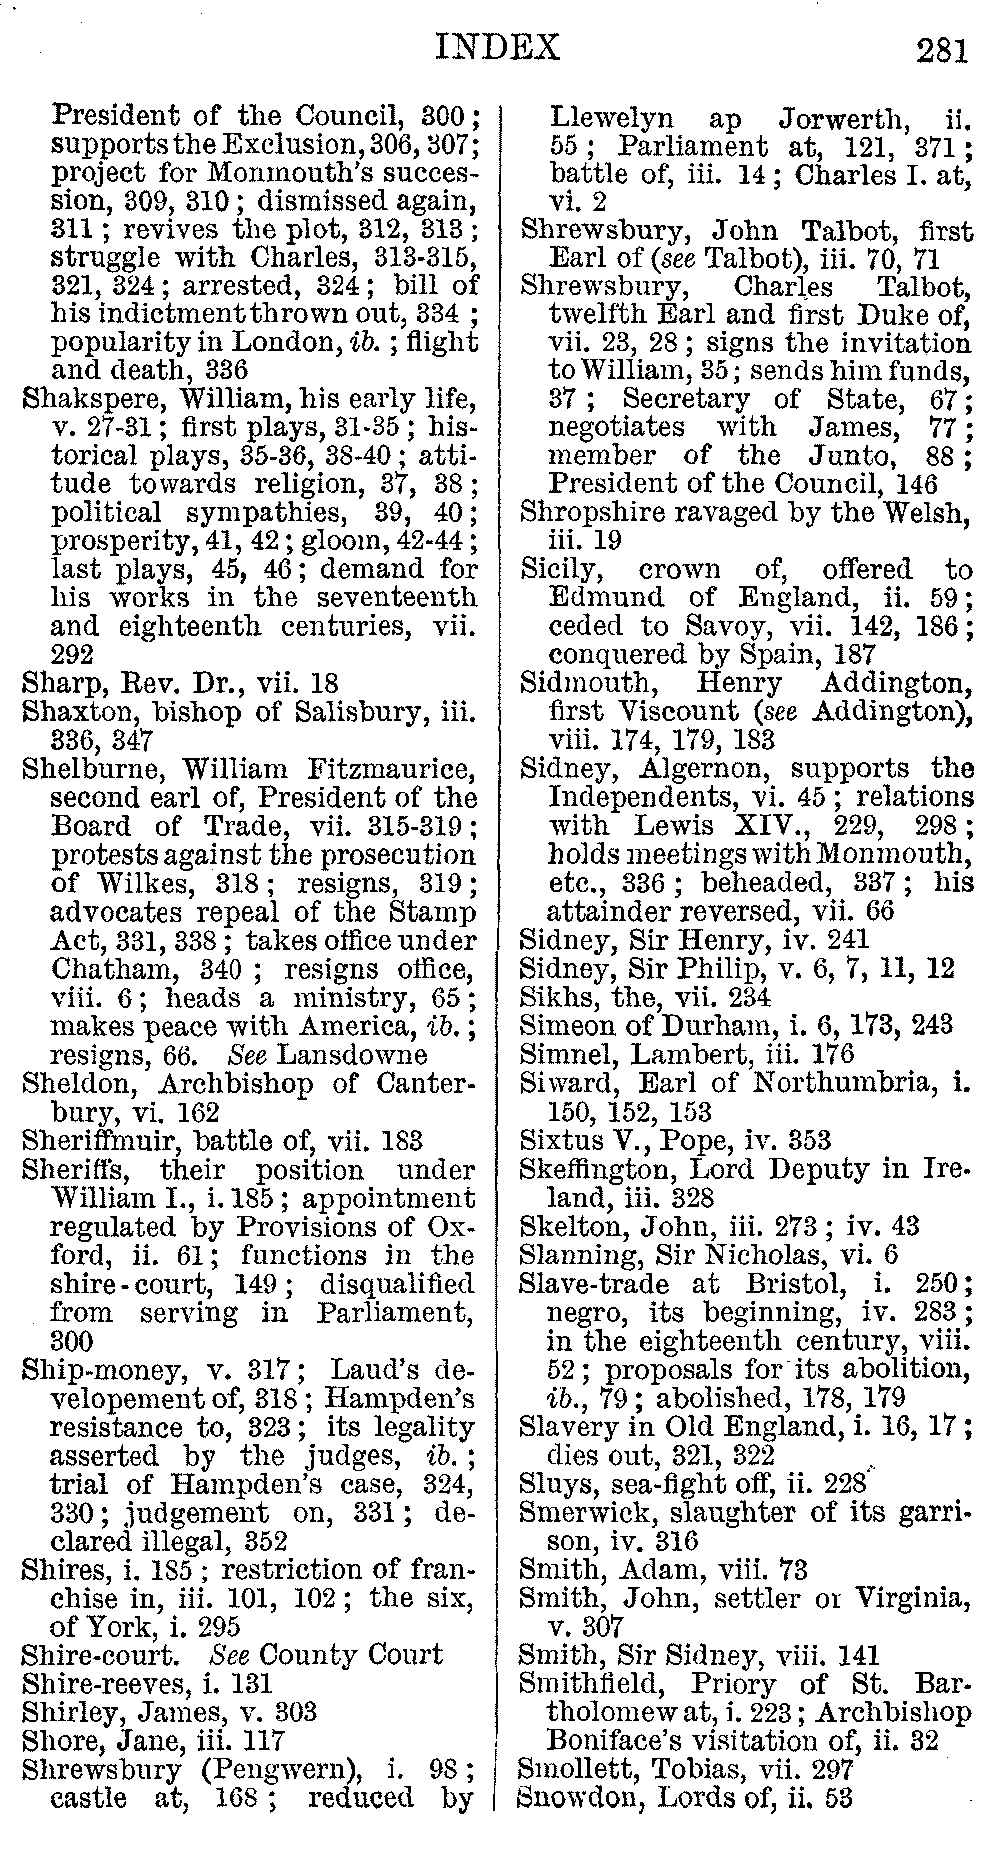 INDEX 281
President of the Council, 300;
supports the Exclusion, 306, 307;
project for Monmouth's succes-
sion, 309, 310; dismissed again,
311; revives the plot, 312, 313;
struggle with Charles, 313-315,
321, 324; arrested, 324; bill of
his indictment thrown out, 334;
popularity in London, ib.; flight
and death, 336
Shakspere, William, his early life,
v. 27-31; first plays, 31-35; his-
torical plays, 35-36, 38-40; atti-
tude towards religion, 37, 38;
political sympathies, 39, 40;
prosperity, 41, 42; gloom, 42-44;
last plays, 45, 46; demand for
his works in the seventeenth
and eighteenth centuries, vii.
292
Sharp, Rev. Dr., vii. 18
Shaxton, bishop of Salisbury, iii.
336, 347
Shelburne, William Fitzmaurice,
second earl of, President of the
Board of Trade, vii. 315-319;
protests against the prosecution
of Wilkes, 318; resigns, 319;
advocates repeal of the Stamp
Act, 331, 338; takes office under
Chatham, 340; resigns office,
viii. 6; heads a ministry, 65;
makes peace with America, ib.;
resigns, 66. See Lansdowne
Sheldon, Archbishop of Canter-
bury, vi. 162
Sheriffmuir, battle of, vii. 183
Sheriffs, their position under
William I., i. 185; appointment
regulated by Provisions of Ox-
ford, ii. 61; functions in the
shire-court, 149; disqualified
from serving in Parliament,
300
Ship-money, v. 317; Laud's de-
velopement of, 318; Hampden's
resistance to, 323; its legality
asserted by the judges, ib.;
trial of Hampden's case, 324,
330; judgement on, 331; de-
clared illegal, 352
Shires, i. 185; restriction of fran-
chise in, iii. 101, 102; the six,
of York, i. 295
Shire-court. See County Court
Shire-reeves, i. 131
Shirley, James, v. 303
Shore, Jane, iii. 117
Shrewsbury (Pengwern), i. 98;
castle at, 168; reduced by
Llewelyn ap Jorwerth, ii.
55; Parliament at, 121, 371;
battle of, iii. 14; Charles I. at,
vi. 2
Shrewsbury, John Talbot, first
Earl of (see Talbot), iii. 70, 71
Shrewsbury, Charles Talbot,
twelfth Earl and first Duke of,
vii. 23, 28; signs the invitation
to William, 35; sends him funds,
37; Secretary of State, 67;
negotiates with James, 77;
member of the Junto, 88;
President of the Council, 146
Shropshire ravaged by the Welsh,
iii. 19
Sicily, crown of, offered to
Edmund of England, ii. 59;
ceded to Savoy, vii. 142, 186;
conquered by Spain, 187
Sidmouth, Henry Addington,
first Viscount (see Addington),
viii. 174, 179, 183
Sidney, Algernon, supports the
Independents, vi. 45; relations
with Lewis XIV., 229, 298;
holds meetings with Monmouth,
etc., 336; beheaded, 337; his
attainder reversed, vii. 66
Sidney, Sir Henry, iv. 241
Sidney, Sir Philip, v. 6, 7, 11, 12
Sikhs, the, vii. 234
Simeon of Durham, i. 6, 173, 243
Simnel, Lambert, iii. 176
Siward, Earl of Northumbria, i.
150, 152, 153
Sixtus V., Pope, iv. 353
Skeffington, Lord Deputy in Ire-
land, iii. 328
Skelton, John, iii. 273; iv. 43
Slanning, Sir Nicholas, vi. 6
Slave-trade at Bristol, i. 250;
negro, its beginning, iv. 283;
in the eighteenth century, viii.
52; proposals for its abolition,
ib., 79; abolished, 178, 179
Slavery in Old England, i. 16, 17;
dies out, 321, 322
Sluys, sea-fight off, ii. 228
Smerwick, slaughter of its garri-
son, iv. 316
Smith, Adam, viii. 73
Smith, John, settler or Virginia,
v. 307
Smith, Sir Sidney, viii. 141
Smithfield, Priory of St. Bar-
tholomew at, i. 223; Archbishop
Boniface's visitation of, ii. 32
Smollett, Tobias, vii. 297
Snowdon, Lords of, ii. 53